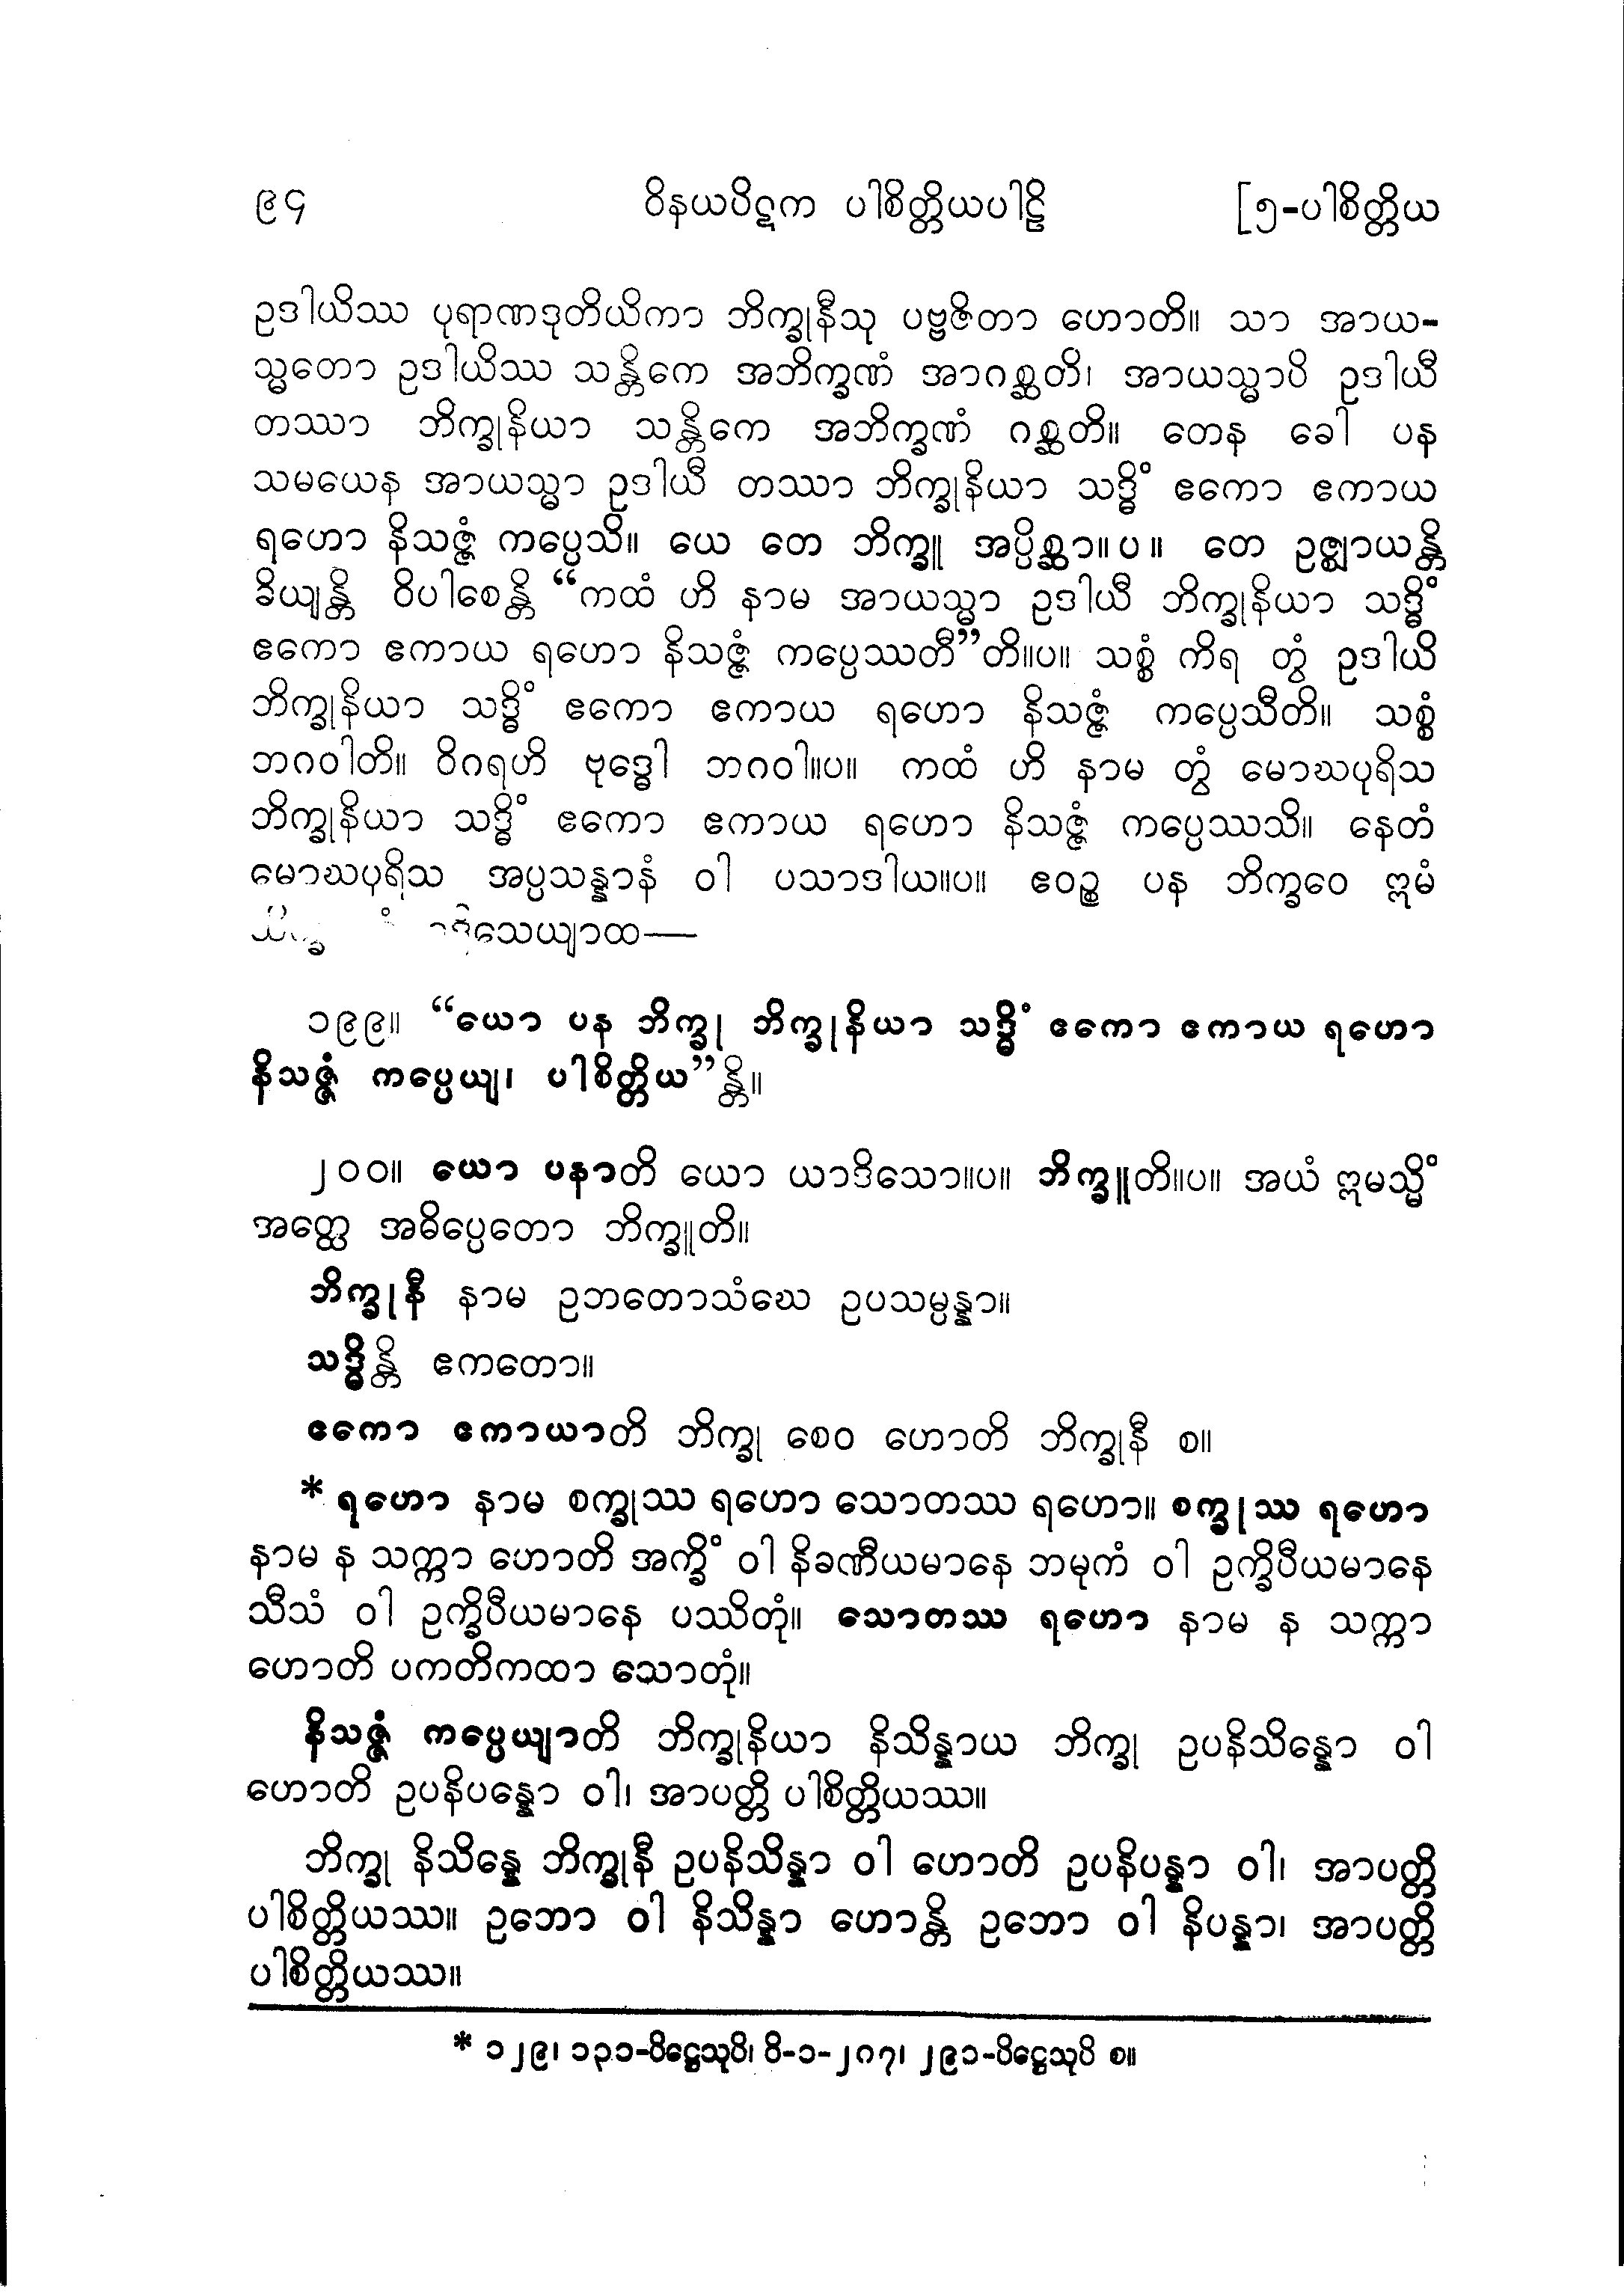 ၉၄ ဝိနယပိဋက ပါစိတ္တိယပါဠိ [၅-ပါစိတ္တိယ
ဥဒါယိဿ ပုရာဏဒုတိယိကာ ဘိက္ခုနီသု ပဗ္ဗဇိတာ ဟောတိ။ သာ အာယ-
သ္မတော ဥဒါယိဿ သန္တိကေ အဘိက္ခဏံ အာဂစ္ဆတိ၊ အာယသ္မာပိ ဥဒါယီ
တဿာ ဘိက္ခုနိယာ သန္တိကေ အဘိက္ခဏံ ဂစ္ဆတိ။ တေန ခေါ ပန
သမယေန အာယသ္မာ ဥဒါယီ တဿာ ဘိက္ခုနိယာ သဒ္ဓိံ ဧကော ဧကာယ
ရဟော နိသဇ္ဇံ ကပ္ပေသိ။ ယေ တေ ဘိက္ခူ အပ္ပိစ္ဆာ။ပ။ တေ ဥဇ္ဈာယန္တိ
ခိယျန္တိ ဝိပါစေန္တိ “ကထံ ဟိ နာမ အာယသ္မာ ဥဒါယီ ဘိက္ခုနိယာ သဒ္ဓိံ
ဧကော ဧကာယ ရဟော နိသဇ္ဇံ ကပ္ပေဿတီ”တိ။ပ။ သစ္စံ ကိရ တွံ ဥဒါယိ
ဘိက္ခုနိယာ သဒ္ဓိံ ဧကော ဧကာယ ရဟော နိသဇ္ဇံ ကပ္ပေသီတိ။ သစ္စံ
ဘဂဝါတိ။ ဝိဂရဟိ ဗုဒ္ဓေါ ဘဂဝါ။ပ။ ကထံ ဟိ နာမ တွံ မောဃပုရိသ
ဘိက္ခုနိယာ သဒ္ဓိံ ဧကော ဧကာယ ရဟော နိသဇ္ဇံ ကပ္ပေဿသိ။ နေတံ
မောဃပုရိသ အပ္ပသန္နာနံ ဝါ ပသာဒါယ။ပ။ ဧဝဉ္စ ပန ဘိက္ခဝေ ဣမံ
၁၉၉။ “ယော ပန ဘိက္ခု ဘိက္ခုနိယာ သဒ္ဓိံ ဧကော ဧကာယ ရဟော
နိသဇ္ဇံ ကပ္ပေယျ၊ ပါစိတ္တိယ”န္တိ။
၂၀၀။ ယော ပနာတိ ယော ယာဒိသော။ပ။ ဘိက္ခူတိ။ပ။ အယံ ဣမသ္မိံ
အတ္ထေ အဓိပ္ပေတော ဘိက္ခူတိ။
ဘိက္ခုနီ နာမ ဥဘတောသံဃေ ဥပသမ္ပန္နာ။
သဒ္ဓိန္တိ ဧကတော။
ဧကော ဧကာယာတိ ဘိက္ခု စေဝ ဟောတိ ဘိက္ခုနီ စ။
* ရဟော နာမ စက္ခုဿ ရဟော သောတဿ ရဟော။ စက္ခုဿ ရဟော
နာမ န သက္ကာ ဟောတိ အက္ခိံ ဝါ နိခဏီယမာနေ ဘမုကံ ဝါ ဥက္ခိပီယမာနေ
သီသံ ဝါ ဥက္ခိပီယမာနေ ပဿိတုံ။ သောတဿ ရဟော နာမ န သက္ကာ
ဟောတိ ပကတိကထာ သောတုံ။
နိသဇ္ဇံ ကပ္ပေယျာတိ ဘိက္ခုနိယာ နိသိန္နာယ ဘိက္ခု ဥပနိသိန္နော ဝါ
ဟောတိ ဥပနိပန္နော ဝါ၊ အာပတ္တိ ပါစိတ္တိယဿ။
ဘိက္ခု နိသိန္နေ ဘိက္ခုနီ ဥပနိသိန္နာ ဝါ ဟောတိ ဥပနိပန္နာ ဝါ၊ အာပတ္တိ
ပါစိတ္တိယဿ။ ဥဘော ဝါ နိသိန္နာ ဟောန္တိ ဥဘော ဝါ နိပန္နာ၊ အာပတ္တိ
ပါစိတ္တိယဿ။
* ၁၂၉၊ ၁၃၁-ပိဋ္ဌေသုပိ၊ ဝိ-၁-၂၈၇၊ ၂၉၁-ပိဋ္ဌေသုပိ စ။